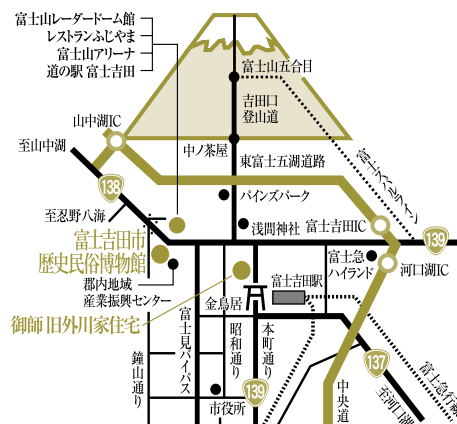 富士山レーダードーム館
レストランふじやま
富士山アリーナ
道の駅 富士吉田
富士山五合目
吉田口
登山道
山中湖IC
至山中湖
中ノ茶屋
東富士五湖道路
富士スバルライン
138
パインズパーク
至忍野八海
浅間神社
富士吉田IC
139
富士吉田市
歴史民俗博物館
富士急
ハイランド
河口湖IC
郡内地域
産業振興センター
富士吉田駅
金鳥居
御師 旧外川家住宅
富士見バイパス
昭和通り
本町通り
鐘山通り
137
富士急行線
139
市役所
中央道
至河口湖